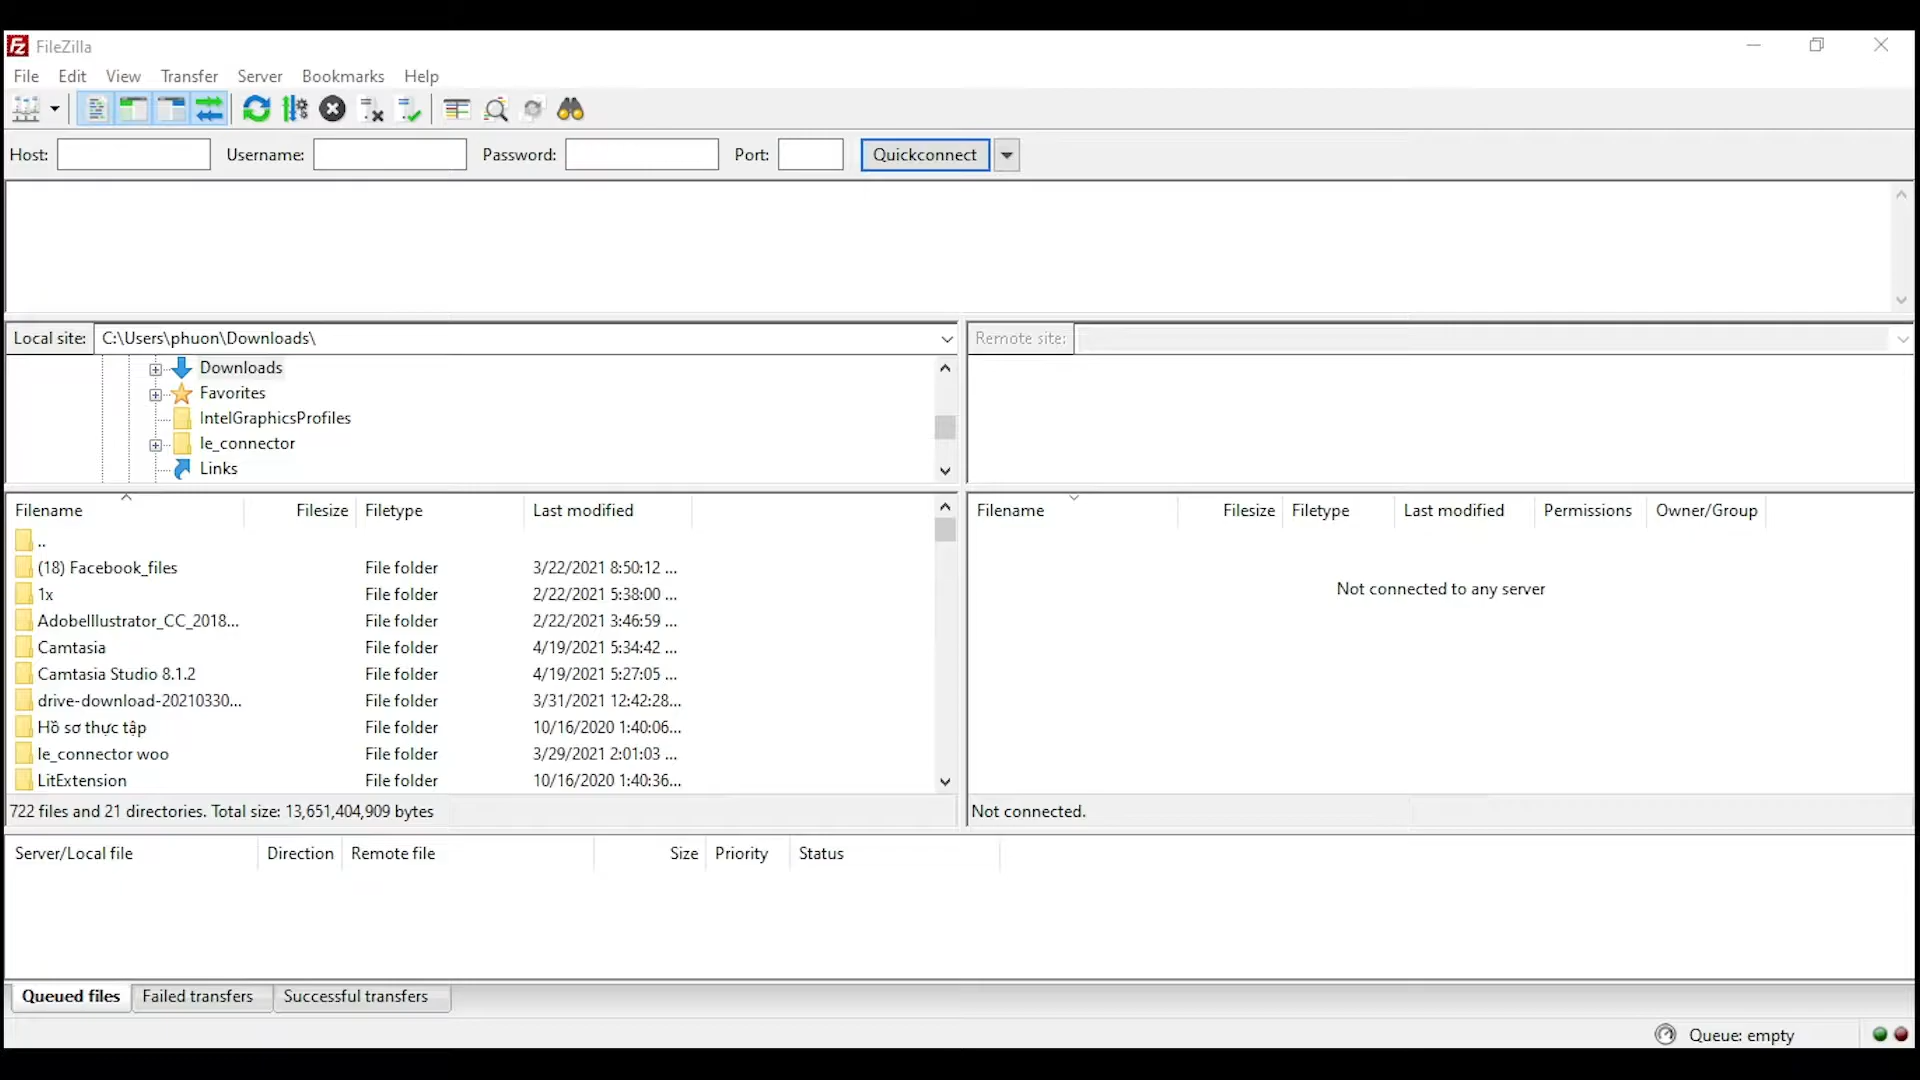 FileZilla
File Edit View Transfer Server Bookmarks Help
Host: Username: Password: Port: Quickconnect
Local site: C:\Users\phuon\Downloads\ Remote site:
Downloads
Favorites
IntelGraphicsProfiles
le_connector
Links
Filename Filesize Filetype Last modified
..
(18) Facebook_files File folder 3/22/2021 8:50:12 ...
1x File folder 2/22/2021 5:38:00 ...
AdobeIllustrator_CC_2018... File folder 2/22/2021 3:46:59 ...
Camtasia File folder 4/19/2021 5:34:42 ...
Camtasia Studio 8.1.2 File folder 4/19/2021 5:27:05 ...
drive-download-20210330... File folder 3/31/2021 12:42:28...
Hồ sơ thực tập File folder 10/16/2020 1:40:06...
le_connector woo File folder 3/29/2021 2:01:03 ...
LitExtension File folder 10/16/2020 1:40:36...
722 files and 21 directories. Total size: 13,651,404,909 bytes
Filename Filesize Filetype Last modified Permissions Owner/Group
Not connected to any server
Not connected.
Server/Local file Direction Remote file Size Priority Status
Queued files Failed transfers Successful transfers
Queue: empty